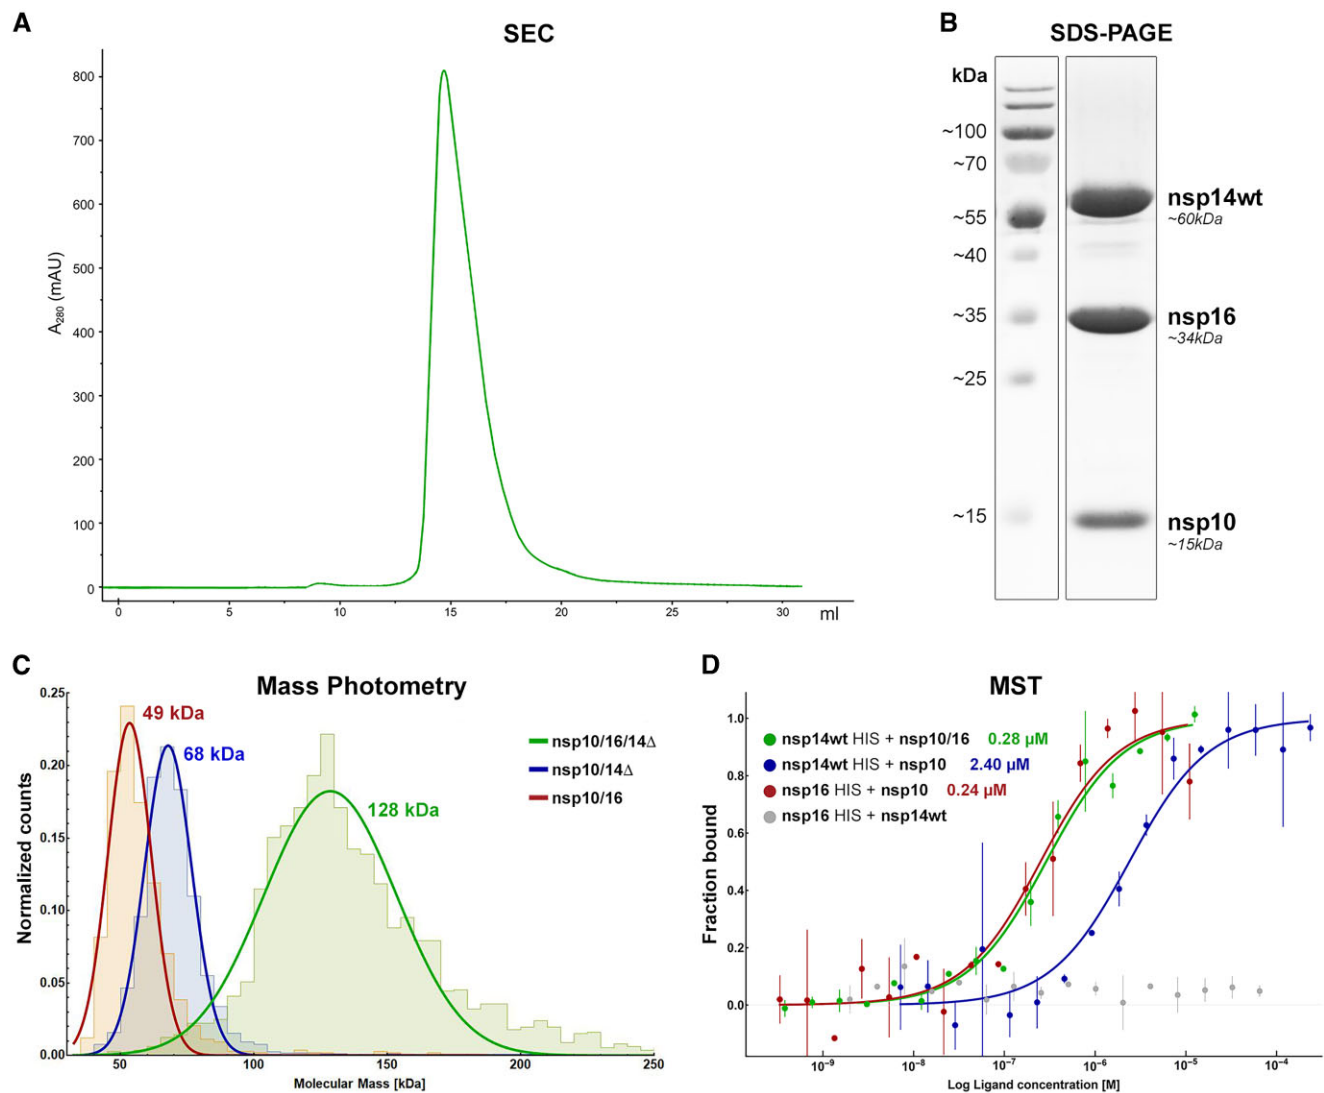 A
SEC
800
700
600
500
400
300
200
100
0
A280 (mAU)
0 5 10 15 20 25 30
ml
B
SDS-PAGE
kDa
~100
~70
~55
~40
~35
~25
~15
nsp14wt
~60kDa
nsp16
~34kDa
nsp10
~15kDa
C
Mass Photometry
0.25
0.20
0.15
0.10
0.05
0.00
Normalized counts
49 kDa
68 kDa
128 kDa
nsp10/16/14Δ
nsp10/14Δ
nsp10/16
50 100 150 200 250
Molecular Mass [kDa]
D
MST
1.0
0.8
0.6
0.4
0.2
0.0
Fraction bound
nsp14wt HIS + nsp10/16 0.28 µM
nsp14wt HIS + nsp10 2.40 µM
nsp16 HIS + nsp10 0.24 µM
nsp16 HIS + nsp14wt
10⁻⁹ 10⁻⁸ 10⁻⁷ 10⁻⁶ 10⁻⁵ 10⁻⁴
Log Ligand concentration [M]